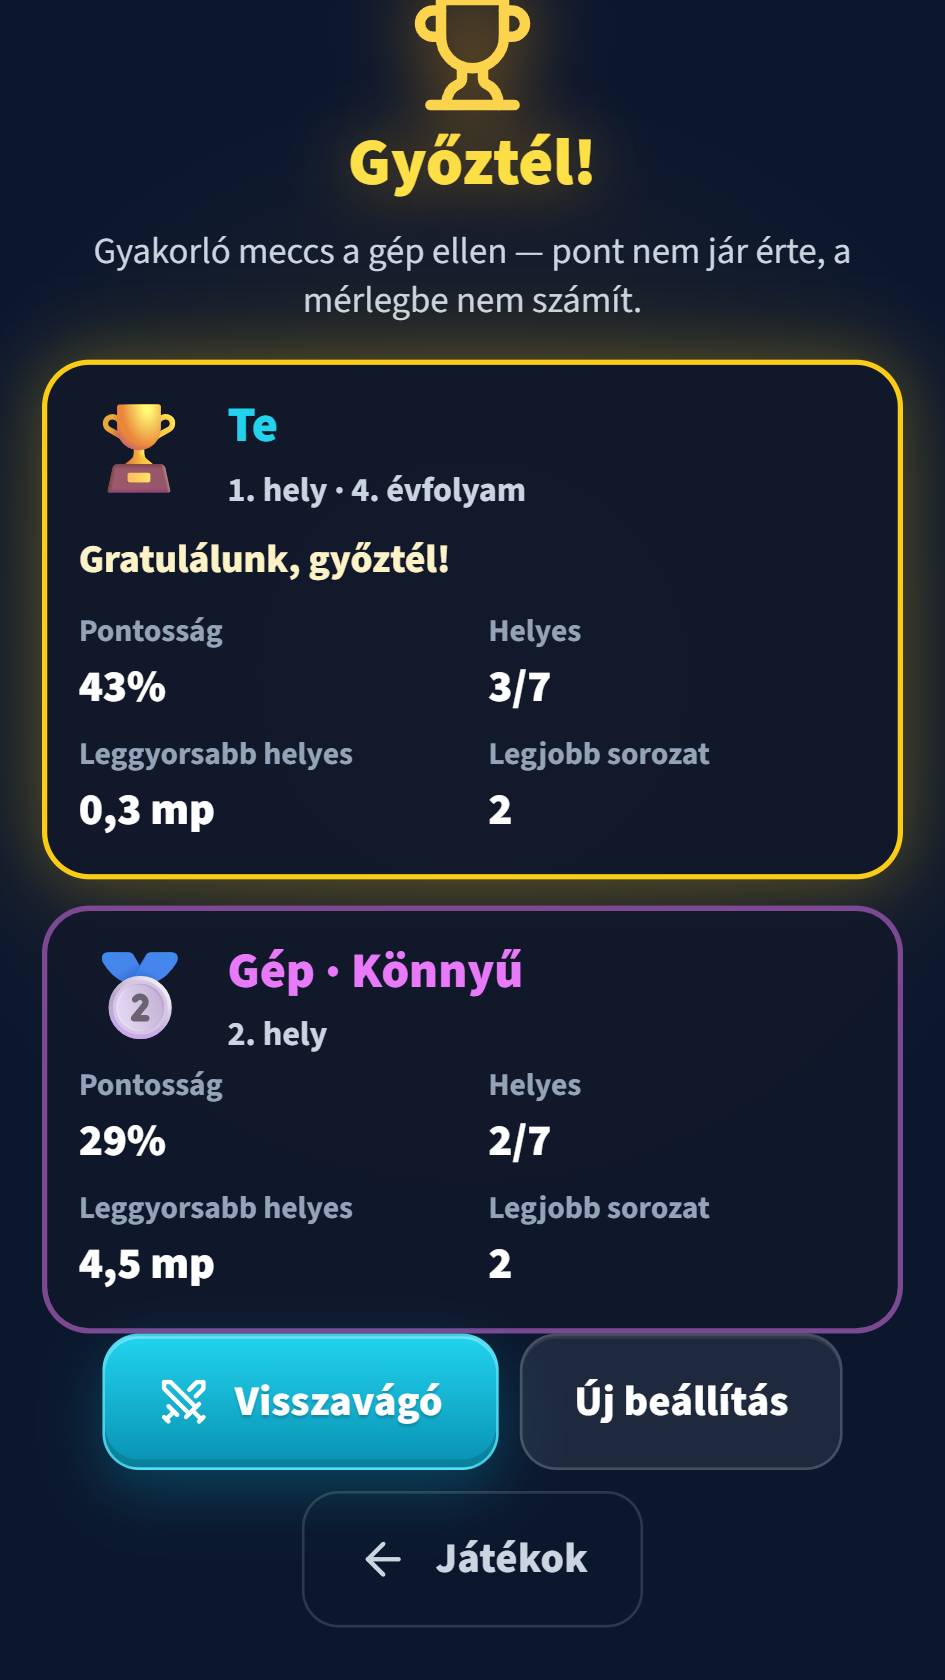 Győztél!
Gyakorló meccs a gép ellen — pont nem jár érte, a
mérlegbe nem számít.
Te
1. hely · 4. évfolyam
Gratulálunk, győztél!
Pontosság
43%
Helyes
3/7
Leggyorsabb helyes
0,3 mp
Legjobb sorozat
2
2
Gép · Könnyű
2. hely
Pontosság
29%
Helyes
2/7
Leggyorsabb helyes
4,5 mp
Legjobb sorozat
2
Visszavágó
Új beállítás
Játékok